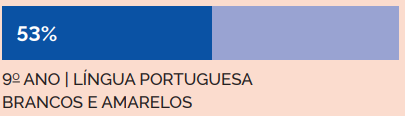 53%
9º ANO | LÍNGUA PORTUGUESA
BRANCOS E AMARELOS